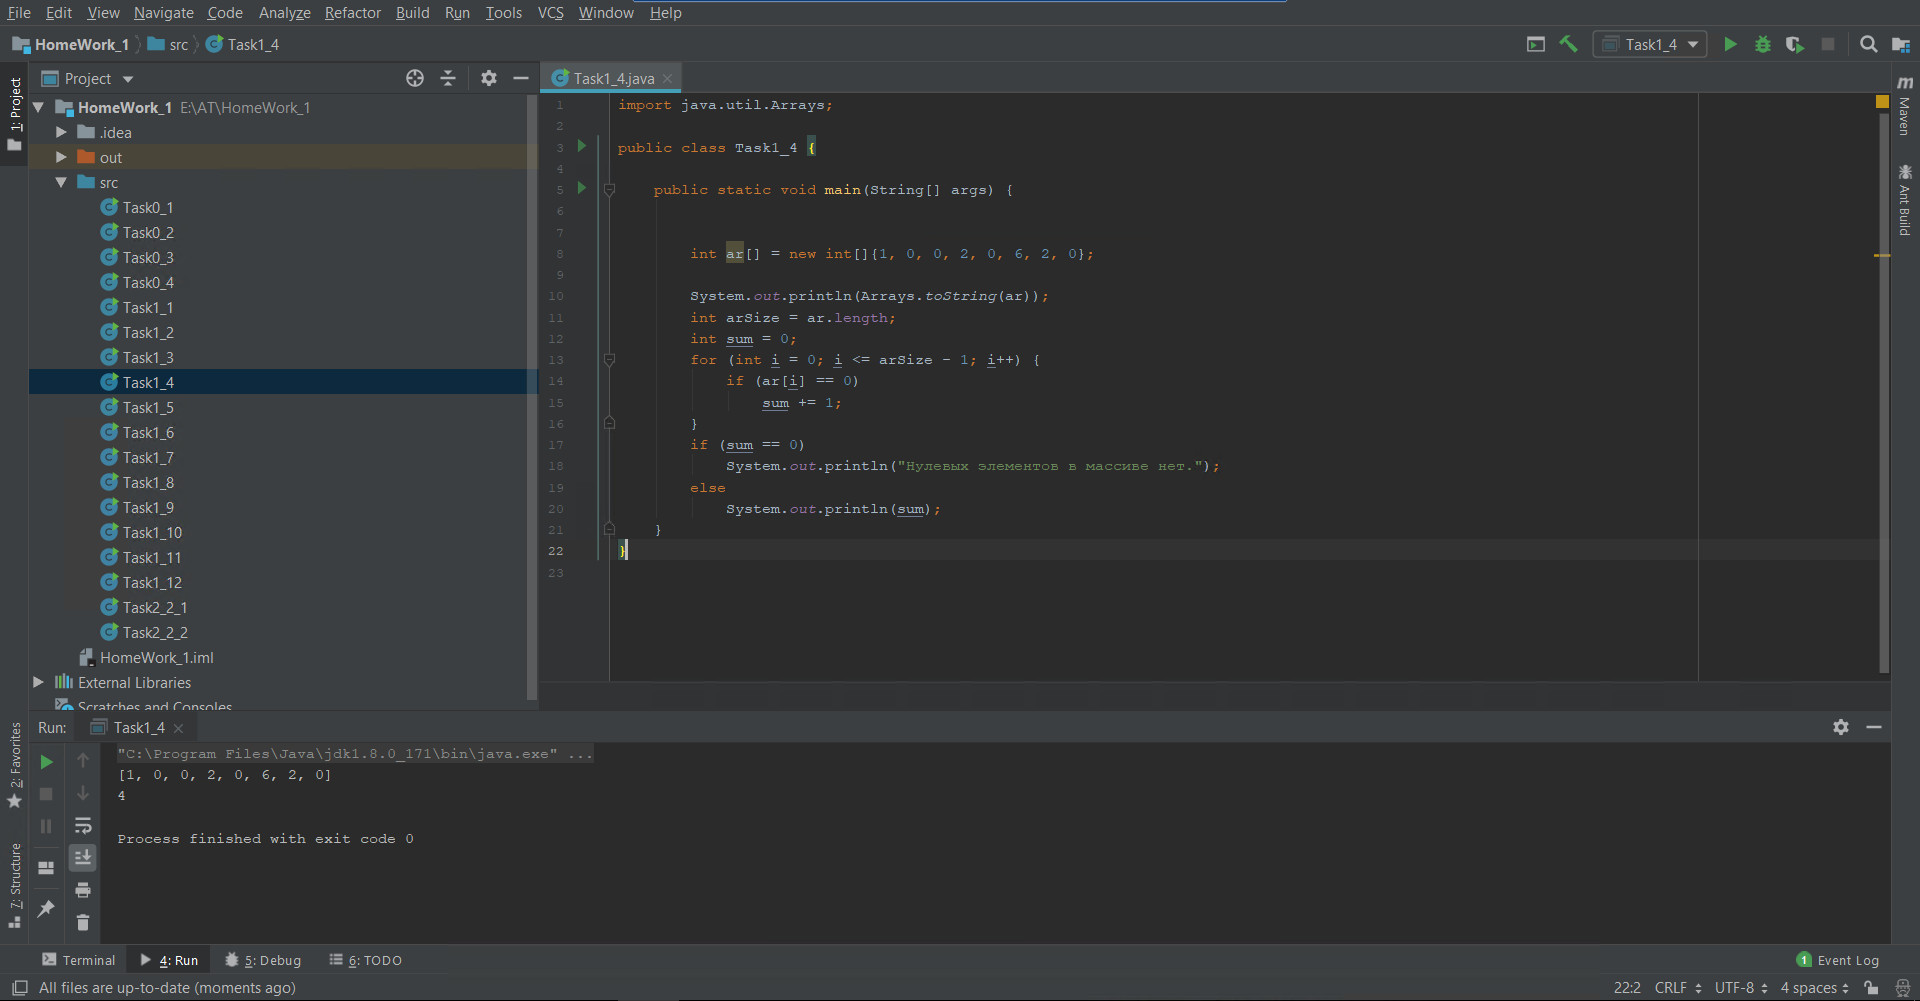 File Edit View Navigate Code Analyze Refactor Build Run Tools VCS Window Help
HomeWork_1 src Task1_4
Task1_4
Project
Task1_4.java
1: Project
HomeWork_1 E:\AT\HomeWork_1
.idea
out
src
Task0_1
Task0_2
Task0_3
Task0_4
Task1_1
Task1_2
Task1_3
Task1_4
Task1_5
Task1_6
Task1_7
Task1_8
Task1_9
Task1_10
Task1_11
Task1_12
Task2_2_1
Task2_2_2
HomeWork_1.iml
External Libraries
Scratches and Consoles
1 import java.util.Arrays;
2
3 public class Task1_4 {
4
5 public static void main(String[] args) {
6
7
8 int ar[] = new int[]{1, 0, 0, 2, 0, 6, 2, 0};
9
10 System.out.println(Arrays.toString(ar));
11 int arSize = ar.length;
12 int sum = 0;
13 for (int i = 0; i <= arSize - 1; i++) {
14 if (ar[i] == 0)
15 sum += 1;
16 }
17 if (sum == 0)
18 System.out.println("Нулевых элементов в массиве нет.");
19 else
20 System.out.println(sum);
21 }
22 }
23
m Maven
Ant Build
Run: Task1_4
"C:\Program Files\Java\jdk1.8.0_171\bin\java.exe" ...
[1, 0, 0, 2, 0, 6, 2, 0]
4
Process finished with exit code 0
2: Favorites
7: Structure
Terminal 4: Run 5: Debug 6: TODO
1 Event Log
All files are up-to-date (moments ago)
22:2 CRLF UTF-8 4 spaces